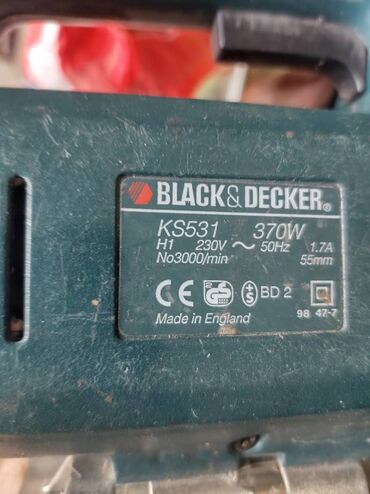 BLACK & DECKER®
KS531 370W
H1 230V ~ 50Hz 1.7A
No3000/min 55mm
CE GS +S BD 2
98 47-7
Made in England